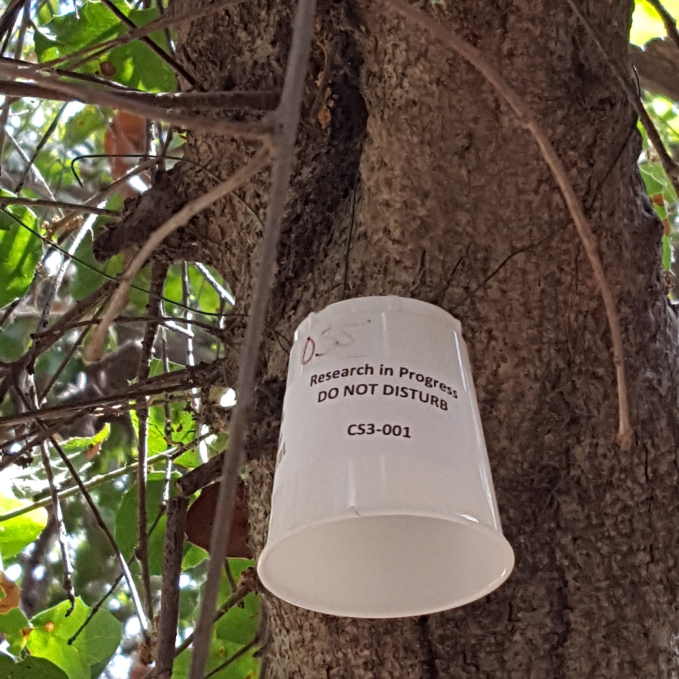 Research in Progress
DO NOT DISTURB
CS3-001